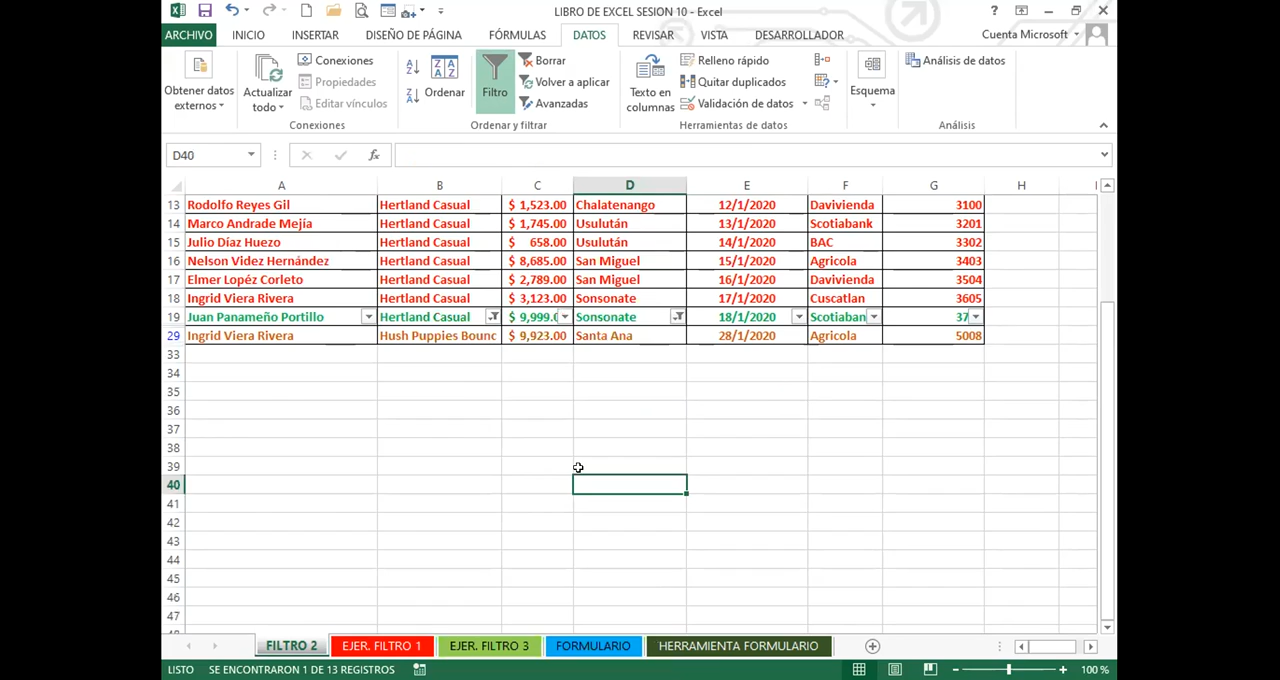 LIBRO DE EXCEL SESION 10 - Excel
?
ARCHIVO INICIO INSERTAR DISEÑO DE PÁGINA FÓRMULAS DATOS REVISAR VISTA DESARROLLADOR Cuenta Microsoft
Obtener datos externos
Actualizar todo
Conexiones
Propiedades
Editar vínculos
Conexiones
Ordenar
Filtro
Borrar
Volver a aplicar
Avanzadas
Ordenar y filtrar
Texto en columnas
Relleno rápido
Quitar duplicados
Validación de datos
Herramientas de datos
Esquema
Análisis de datos
Análisis
D40 fx
A B C D E F G H I
13 Rodolfo Reyes Gil Hertland Casual $ 1,523.00 Chalatenango 12/1/2020 Davivienda 3100
14 Marco Andrade Mejía Hertland Casual $ 1,745.00 Usulután 13/1/2020 Scotiabank 3201
15 Julio Díaz Huezo Hertland Casual $ 658.00 Usulután 14/1/2020 BAC 3302
16 Nelson Videz Hernández Hertland Casual $ 8,685.00 San Miguel 15/1/2020 Agricola 3403
17 Elmer Lopéz Corleto Hertland Casual $ 2,789.00 San Miguel 16/1/2020 Davivienda 3504
18 Ingrid Viera Rivera Hertland Casual $ 3,123.00 Sonsonate 17/1/2020 Cuscatlan 3605
19 Juan Panameño Portillo Hertland Casual $ 9,999.0 Sonsonate 18/1/2020 Scotiaban 37
29 Ingrid Viera Rivera Hush Puppies Bounc $ 9,923.00 Santa Ana 28/1/2020 Agricola 5008
33
34
35
36
37
38
39
40
41
42
43
44
45
46
47
48
FILTRO 2 EJER. FILTRO 1 EJER. FILTRO 3 FORMULARIO HERRAMIENTA FORMULARIO
LISTO SE ENCONTRARON 1 DE 13 REGISTROS 100 %